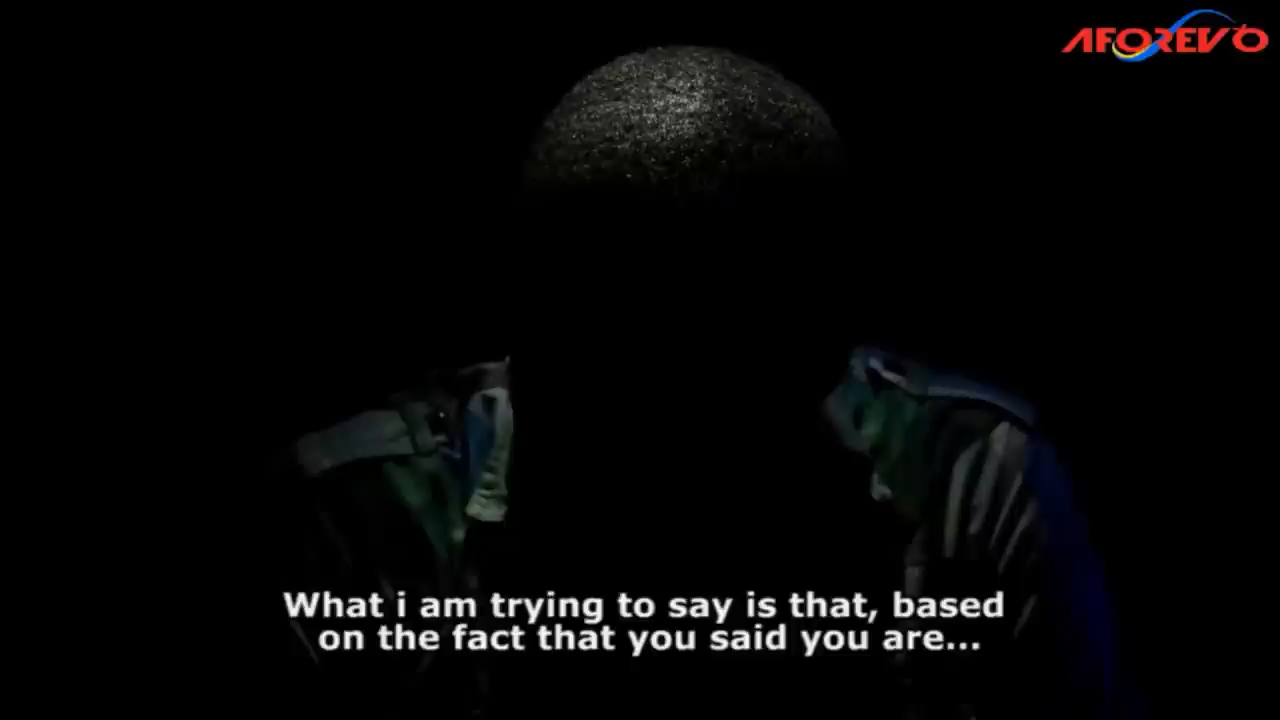 AFOREVO
What i am trying to say is that, based
on the fact that you said you are...